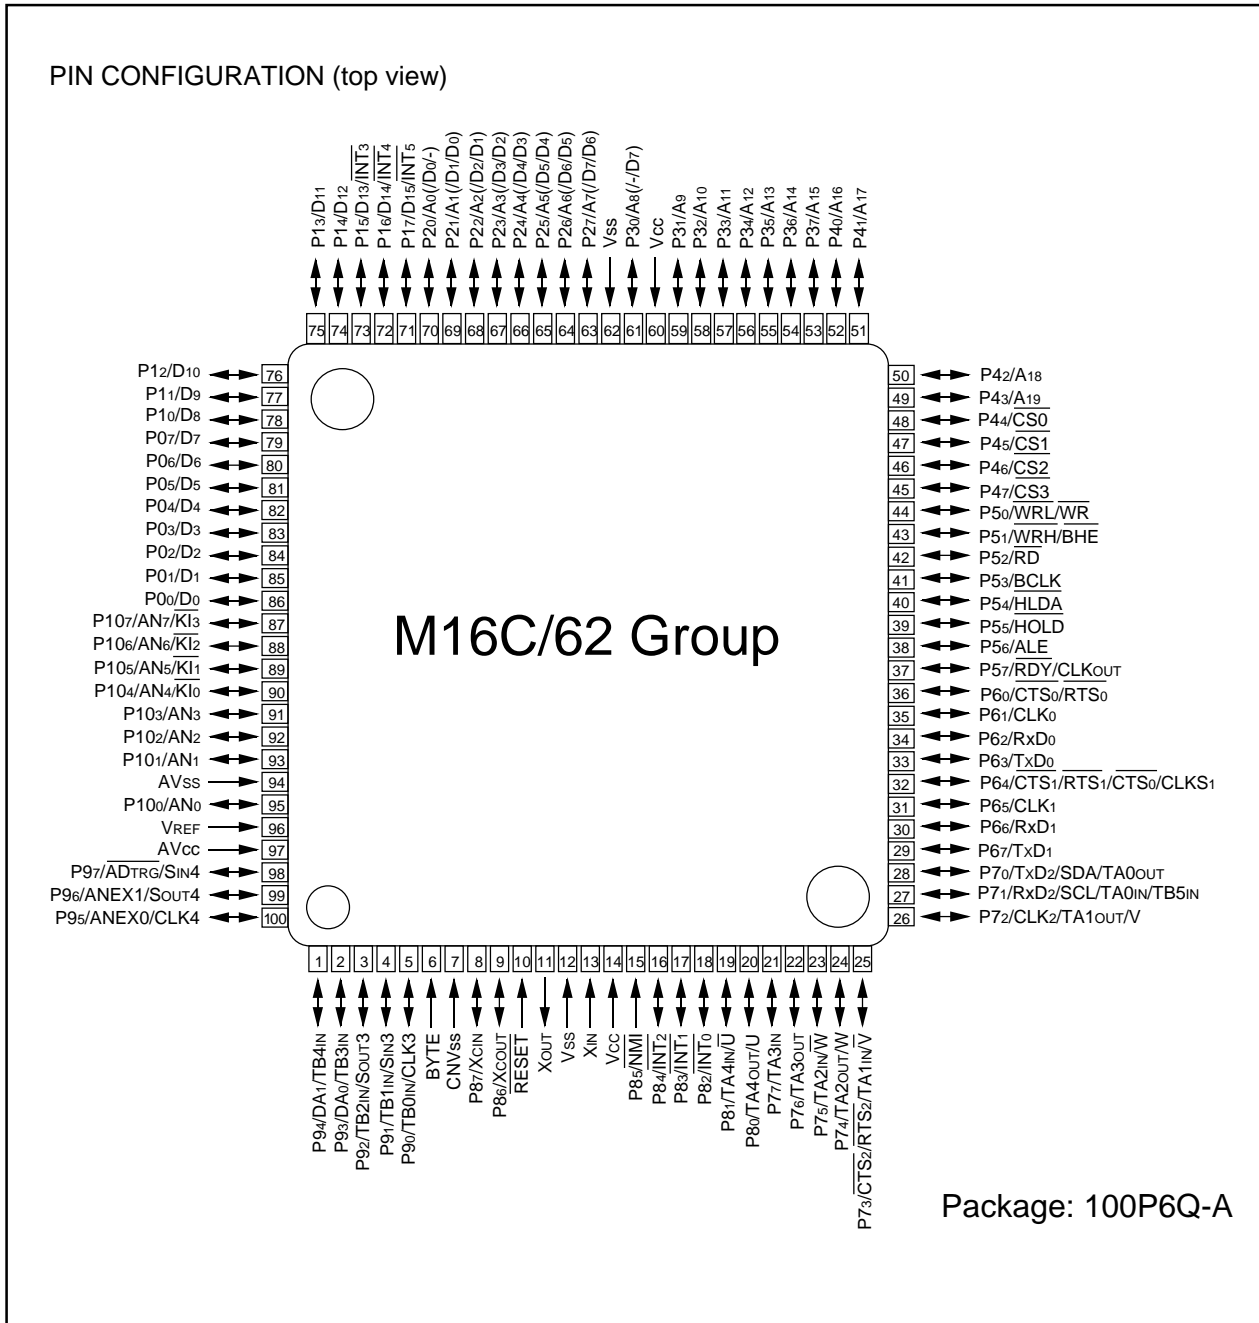 PIN CONFIGURATION (top view)
P13/D11
P14/D12
P15/D13/INT3
P16/D14/INT4
P17/D15/INT5
P20/A0(/D0/-)
P21/A1(/D1/D0)
P22/A2(/D2/D1)
P23/A3(/D3/D2)
P24/A4(/D4/D3)
P25/A5(/D5/D4)
P26/A6(/D6/D5)
P27/A7(/D7/D6)
Vss
P30/A8(/-/D7)
Vcc
P31/A9
P32/A10
P33/A11
P34/A12
P35/A13
P36/A14
P37/A15
P40/A16
P41/A17
75 74 73 72 71 70 69 68 67 66 65 64 63 62 61 60 59 58 57 56 55 54 53 52 51
P12/D10 76
P11/D9 77
P10/D8 78
P07/D7 79
P06/D6 80
P05/D5 81
P04/D4 82
P03/D3 83
P02/D2 84
P01/D1 85
P00/D0 86
P107/AN7/KI3 87
P106/AN6/KI2 88
P105/AN5/KI1 89
P104/AN4/KI0 90
P103/AN3 91
P102/AN2 92
P101/AN1 93
AVSS 94
P100/AN0 95
VREF 96
AVCC 97
P97/ADTRG/SIN4 98
P96/ANEX1/SOUT4 99
P95/ANEX0/CLK4 100
M16C/62 Group
50 P42/A18
49 P43/A19
48 P44/CS0
47 P45/CS1
46 P46/CS2
45 P47/CS3
44 P50/WRL/WR
43 P51/WRH/BHE
42 P52/RD
41 P53/BCLK
40 P54/HLDA
39 P55/HOLD
38 P56/ALE
37 P57/RDY/CLKOUT
36 P60/CTS0/RTS0
35 P61/CLK0
34 P62/RxD0
33 P63/TXD0
32 P64/CTS1/RTS1/CTS0/CLKS1
31 P65/CLK1
30 P66/RxD1
29 P67/TXD1
28 P70/TXD2/SDA/TA0OUT
27 P71/RxD2/SCL/TA0IN/TB5IN
26 P72/CLK2/TA1OUT/V
1 2 3 4 5 6 7 8 9 10 11 12 13 14 15 16 17 18 19 20 21 22 23 24 25
P94/DA1/TB4IN
P93/DA0/TB3IN
P92/TB2IN/SOUT3
P91/TB1IN/SIN3
P90/TB0IN/CLK3
BYTE
CNVss
P87/XCIN
P86/XCOUT
RESET
XOUT
VSS
XIN
VCC
P85/NMI
P84/INT2
P83/INT1
P82/INT0
P81/TA4IN/U
P80/TA4OUT/U
P77/TA3IN
P76/TA3OUT
P75/TA2IN/W
P74/TA2OUT/W
P73/CTS2/RTS2/TA1IN/V
Package: 100P6Q-A